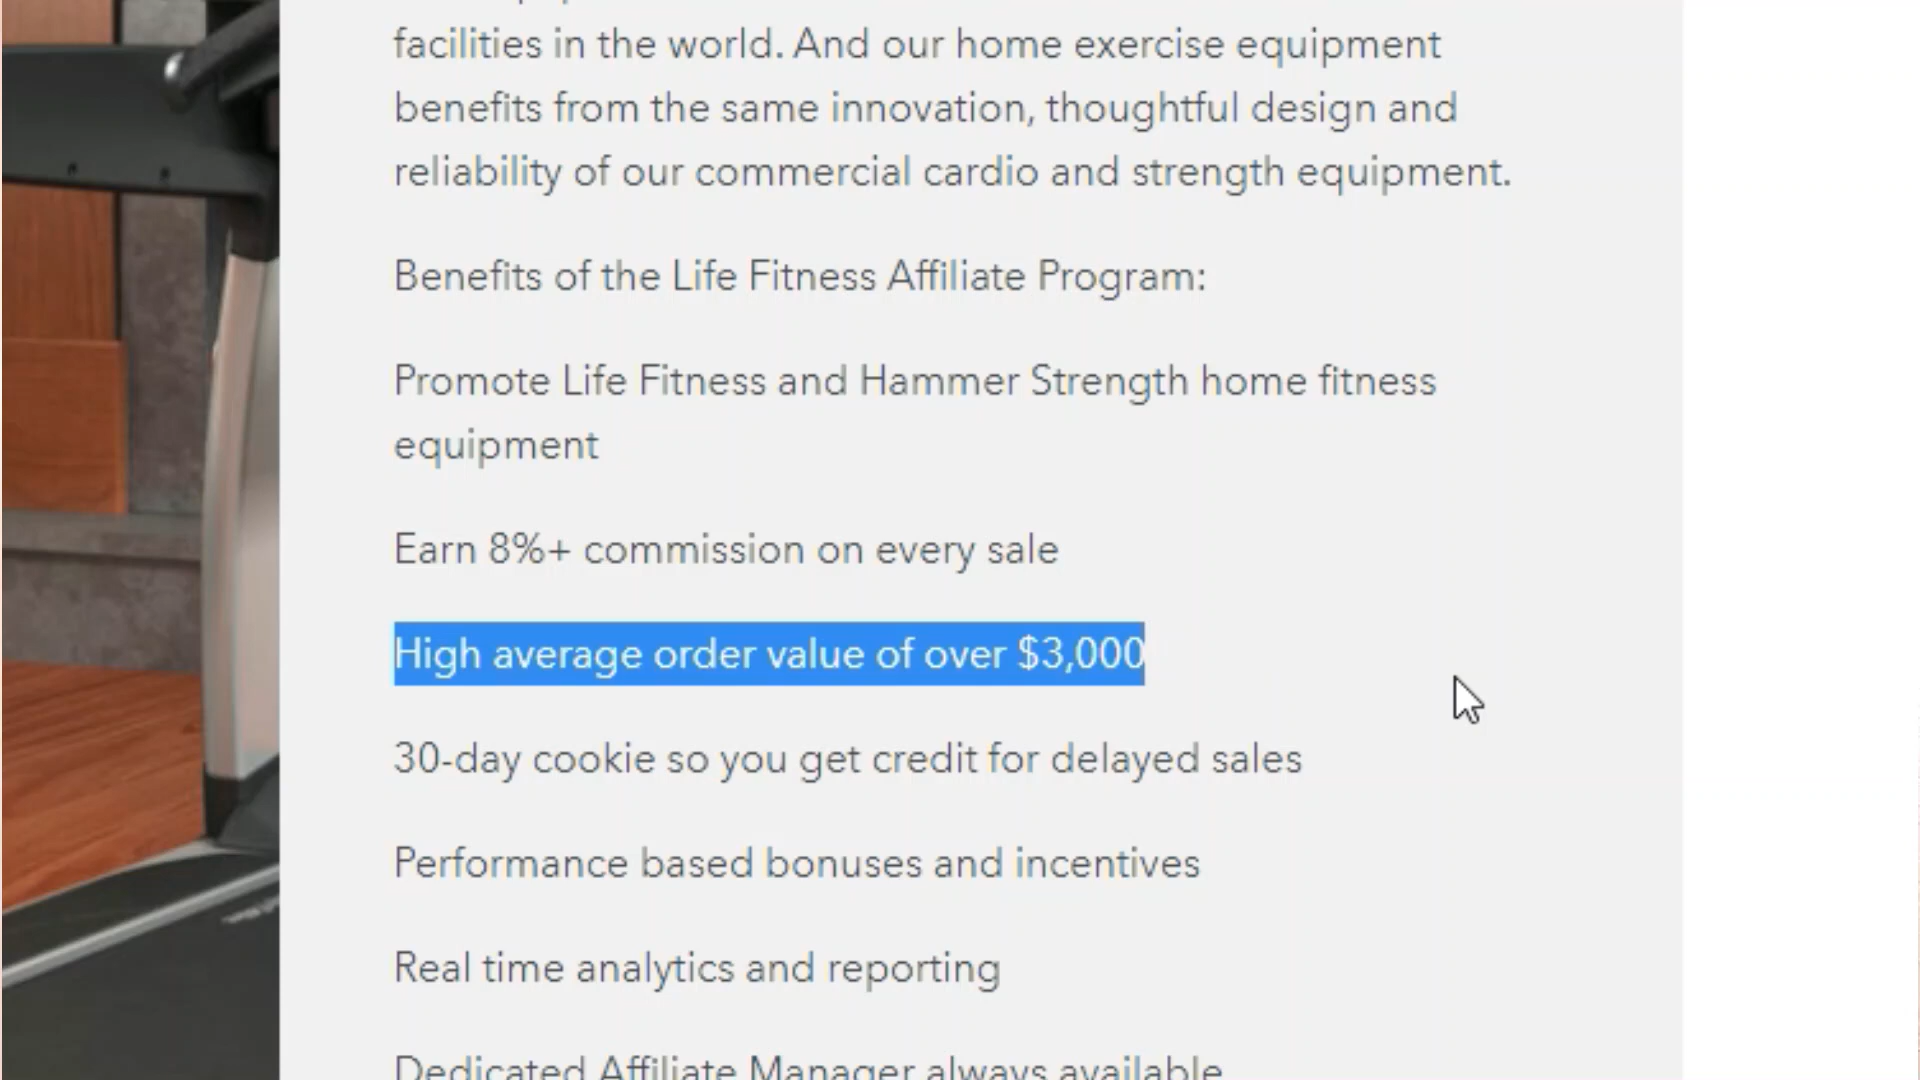 facilities in the world. And our home exercise equipment
benefits from the same innovation, thoughtful design and
reliability of our commercial cardio and strength equipment.
Benefits of the Life Fitness Affiliate Program:
Promote Life Fitness and Hammer Strength home fitness
equipment
Earn 8%+ commission on every sale
High average order value of over $3,000
30-day cookie so you get credit for delayed sales
Performance based bonuses and incentives
Real time analytics and reporting
Dedicated Affiliate Manager always available